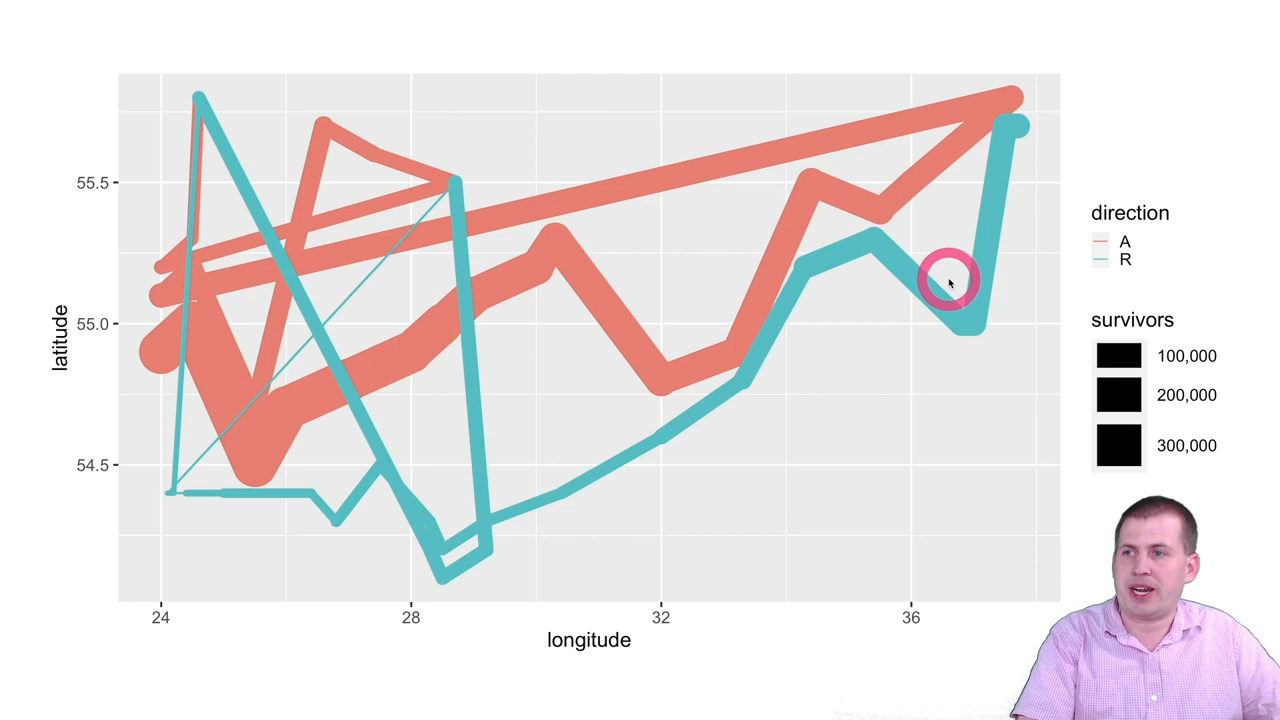 55.5
55.0
54.5
latitude
24
28
32
36
longitude
direction
A
R
survivors
100,000
200,000
300,000